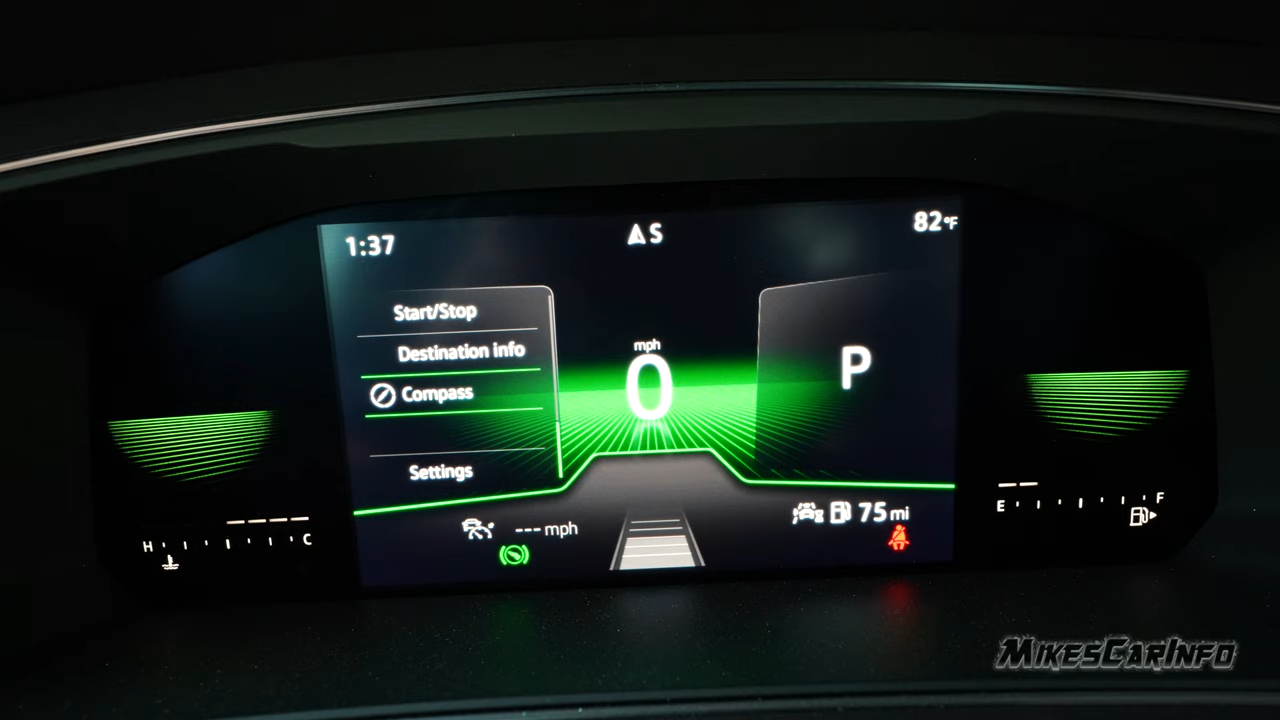 1:37
S
82°F
Start/Stop
Destination info
Compass
Settings
mph
0
P
--- mph
75 mi
H
C
E
F
MIKESCARINFO